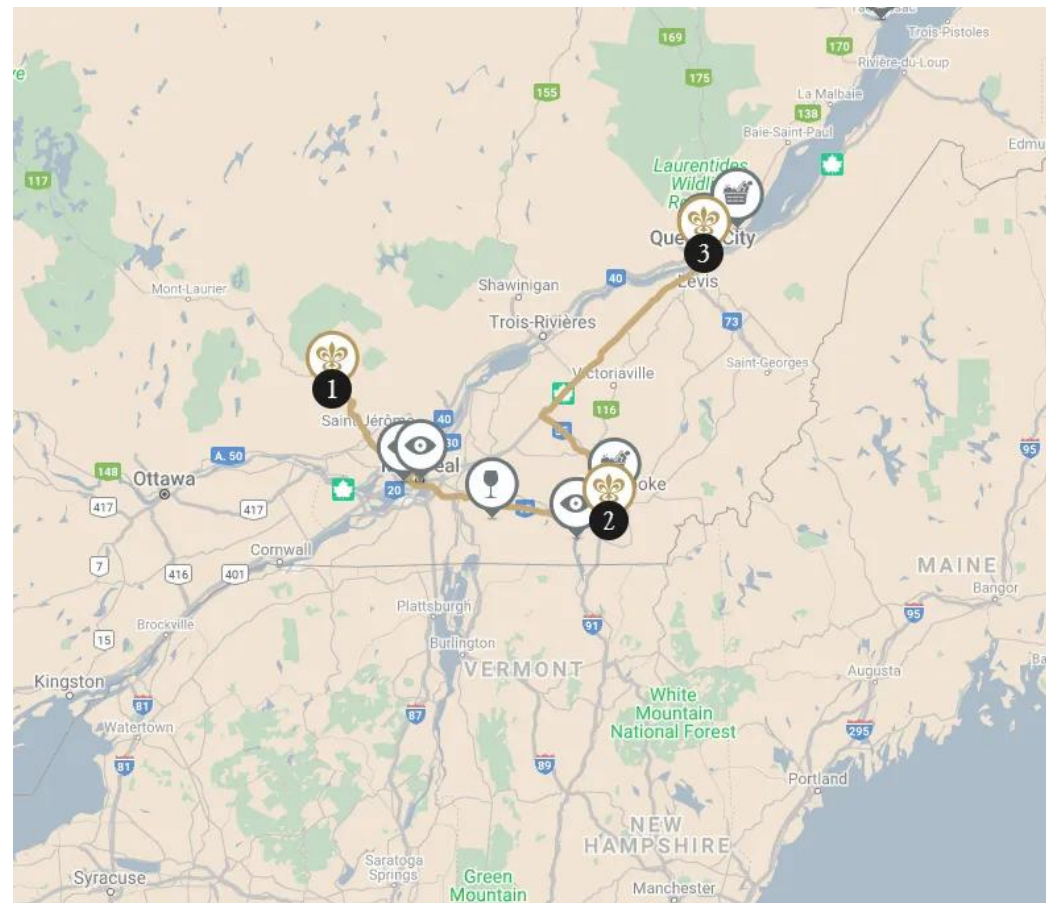 169
170
Trois-Pistoles
Rivière-du-Loup
175
155
La Malbaie
138
Baie-Saint-Paul
117
Laurentides
3
40
Lévis
Mont-Laurier
Shawinigan
73
Trois-Rivières
Saint-Georges
1
Victoriaville
116
Saint-Jérôme
40
A. 50
95
148
Ottawa
20
417
417
2
Cornwall
7
416
401
MAINE
Bangor
Plattsburgh
95
Brockville
91
15
Burlington
VERMONT
Augusta
Kingston
White
Mountain
National Forest
81
87
Watertown
295
81
89
Portland
NEW
HAMPSHIRE
Saratoga
Springs
Syracuse
Green
Mountain
Manchester